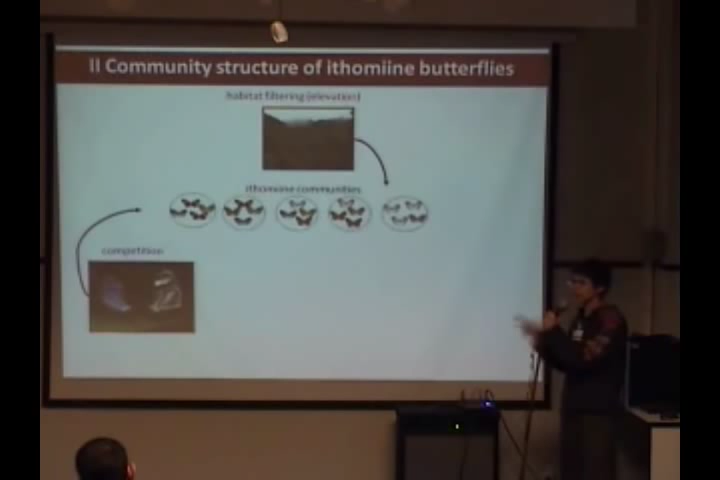 II Community structure of ithomiine butterflies
habitat filtering (elevation)
ithomiine communities
competition